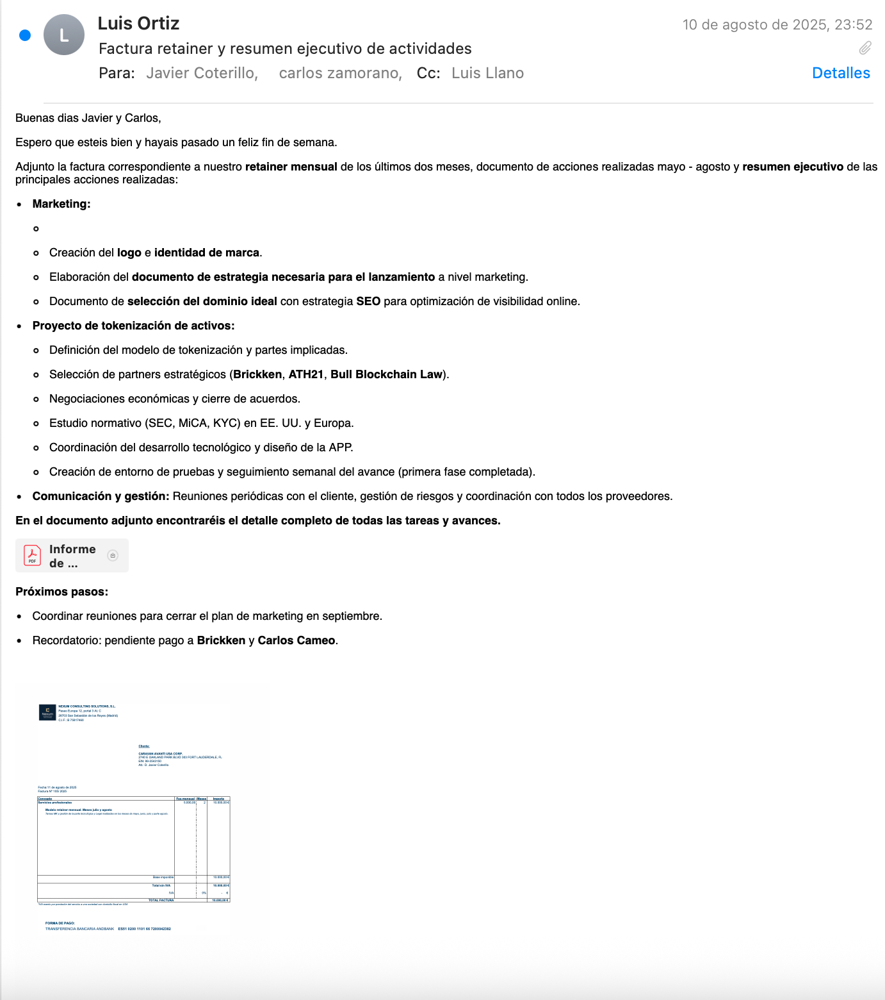 L
Luis Ortiz
10 de agosto de 2025, 23:52
Factura retainer y resumen ejecutivo de actividades
Para: Javier Coterillo, carlos zamorano, Cc: Luis Llano
Detalles
Buenas dias Javier y Carlos,
Espero que esteis bien y hayais pasado un feliz fin de semana.
Adjunto la factura correspondiente a nuestro retainer mensual de los últimos dos meses, documento de acciones realizadas mayo - agosto y resumen ejecutivo de las
principales acciones realizadas:
• Marketing:
Creación del logo e identidad de marca.
Elaboración del documento de estrategia necesaria para el lanzamiento a nivel marketing.
Documento de selección del dominio ideal con estrategia SEO para optimización de visibilidad online.
• Proyecto de tokenización de activos:
Definición del modelo de tokenización y partes implicadas.
Selección de partners estratégicos (Brickken, ATH21, Bull Blockchain Law).
Negociaciones económicas y cierre de acuerdos.
Estudio normativo (SEC, MiCA, KYC) en EE. UU. y Europa.
Coordinación del desarrollo tecnológico y diseño de la APP.
Creación de entorno de pruebas y seguimiento semanal del avance (primera fase completada).
• Comunicación y gestión: Reuniones periódicas con el cliente, gestión de riesgos y coordinación con todos los proveedores.
En el documento adjunto encontraréis el detalle completo de todas las tareas y avances.
PDF
Informe
de ...
Próximos pasos:
• Coordinar reuniones para cerrar el plan de marketing en septiembre.
• Recordatorio: pendiente pago a Brickken y Carlos Cameo.
NEXUM CONSULTING SOLUTIONS, S.L.
Paseo Europa 12, portal 3 At. C
28703 San Sebastián de los Reyes (Madrid)
C.I.F.: B 75817460
Cliente:
CARAVAN AVANTI USA CORP.
2740 E OAKLAND PARK BLVD 303 FORT LAUDERDALE, FL
EIN: 99-3543150
Att.: D. Javier Coterillo
Fecha: 11 de agosto de 2025
Factura Nº 105/ 2025
Concepto Fee mensual Meses Importe
Servicios profesionales 5.000,00 2 10.000,00 €
Modelo retainer mensual. Meses julio y agosto
Tareas MK y gestión de la parte tecnológica y Legal realizadas en los meses de mayo, junio, julio y parte agosto.
Base imponible 10.000,00 €
Total sin IVA 10.000,00 €
IVA 0% - €
TOTAL FACTURA 10.000,00 €
*IVA exento por prestación del servicio a una sociedad con domicilio fiscal en USA
FORMA DE PAGO:
TRANSFERENCIA BANCARIA ANDBANK ES51 0200 1101 66 7200042382